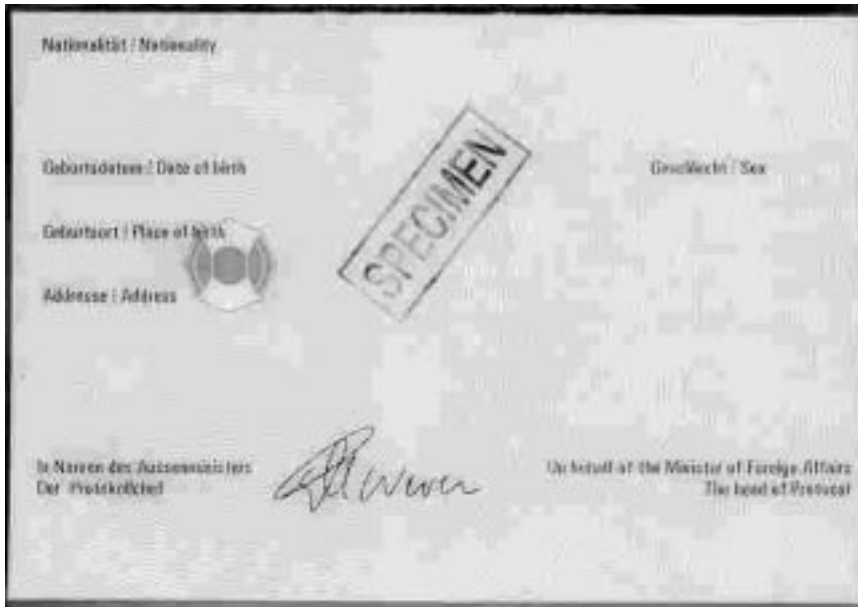 Nationalität / Nationality
Geburtsdatum / Date of birth
Geschlecht / Sex
Geburtsort / Place of birth
SPECIMEN
Addresse / Address
Im Namen des Aussenministers
Der Protokollchef
On behalf of the Minister of Foreign Affairs
The head of Protocol